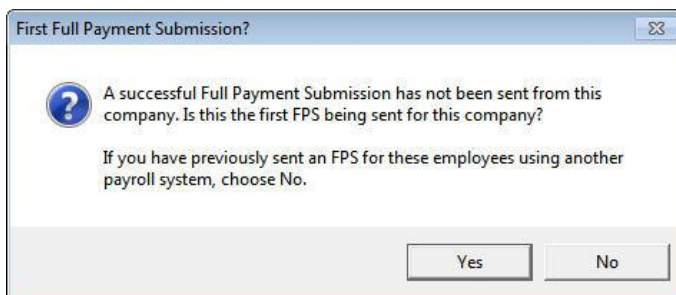 First Full Payment Submission?
A successful Full Payment Submission has not been sent from this
company. Is this the first FPS being sent for this company?
If you have previously sent an FPS for these employees using another
payroll system, choose No.
Yes
No